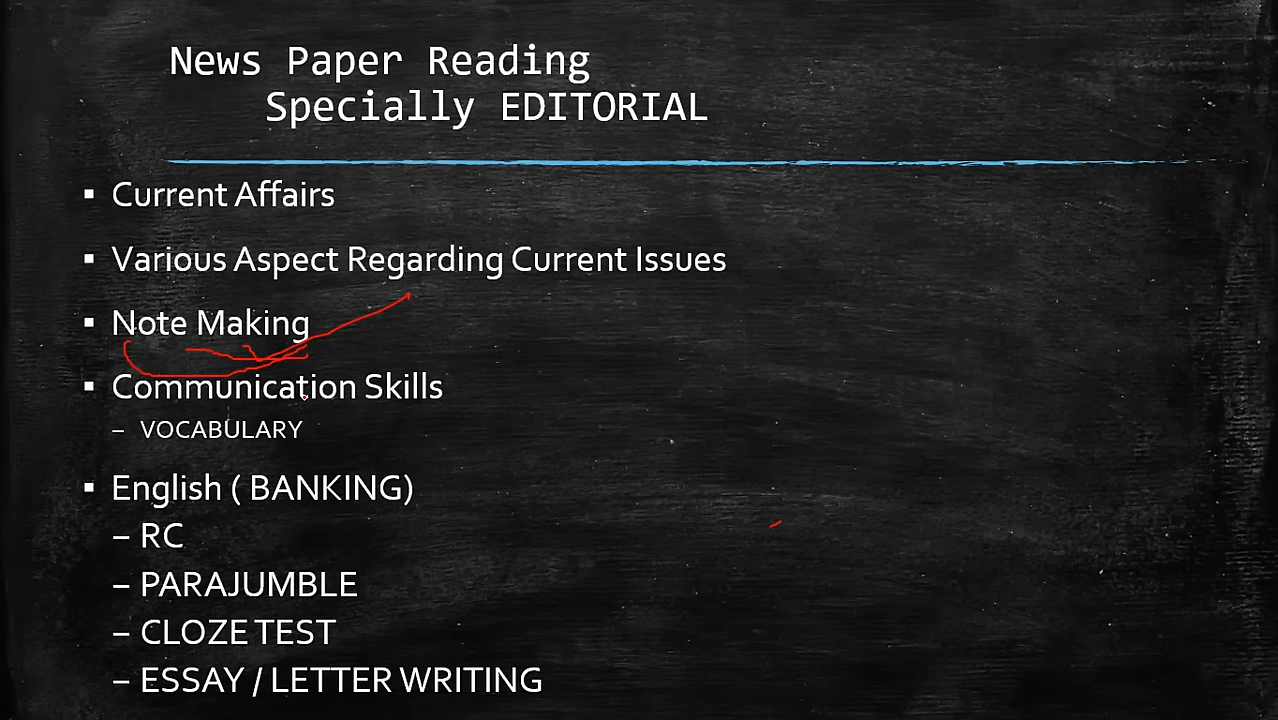 News Paper Reading
Specially EDITORIAL
▪ Current Affairs
▪ Various Aspect Regarding Current Issues
▪ Note Making
▪ Communication Skills
– VOCABULARY
▪ English ( BANKING)
– RC
– PARAJUMBLE
– CLOZE TEST
– ESSAY / LETTER WRITING